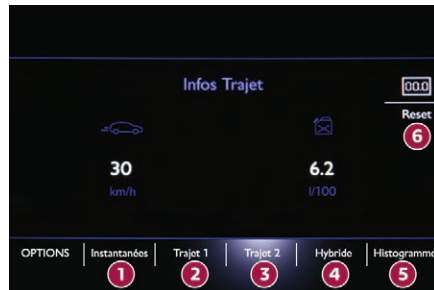 Infos Trajet
00.0
Reset
6
30
6.2
km/h
l/100
OPTIONS
Instantanées
Trajet 1
Trajet 2
Hybride
Histogramme
1
2
3
4
5